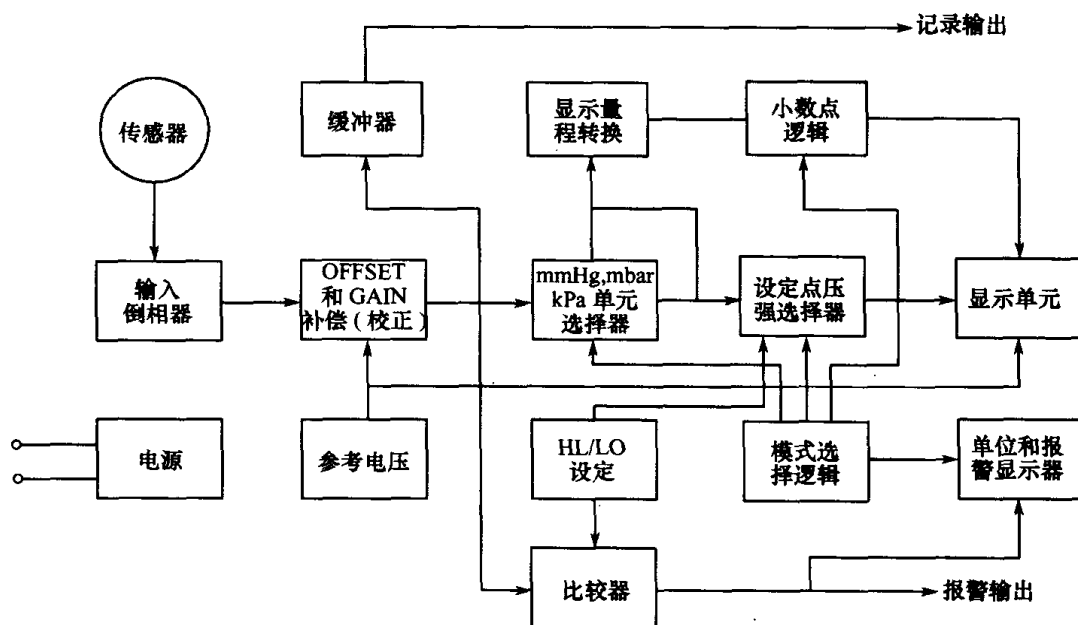 记录输出
传感器
缓冲器
显示量
程转换
小数点
逻辑
输入
倒相器
OFFSET
和 GAIN
补偿(校正)
mmHg,mbar
kPa 单元
选择器
设定点压
强选择器
显示单元
电源
参考电压
HL/LO
设定
模式选
择逻辑
单位和报
警显示器
比较器
报警输出